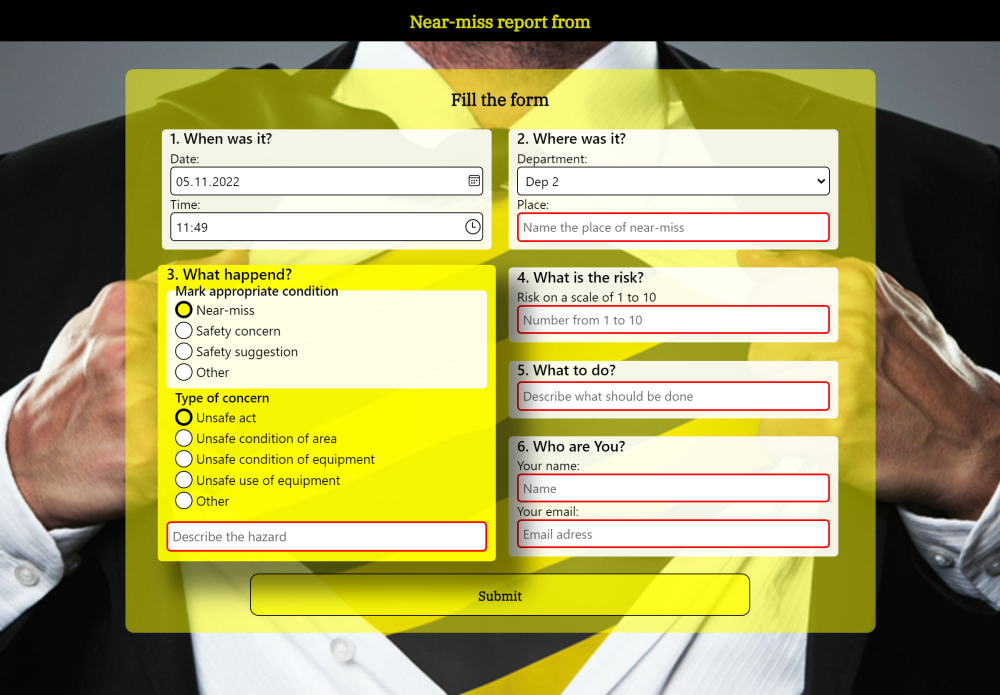 Near-miss report from
Fill the form
1. When was it?
Date:
05.11.2022
Time:
11:49
2. Where was it?
Department:
Dep 2
Place:
Name the place of near-miss
3. What happend?
Mark appropriate condition
Near-miss
Safety concern
Safety suggestion
Other
Type of concern
Unsafe act
Unsafe condition of area
Unsafe condition of equipment
Unsafe use of equipment
Other
Describe the hazard
4. What is the risk?
Risk on a scale of 1 to 10
Number from 1 to 10
5. What to do?
Describe what should be done
6. Who are You?
Your name:
Name
Your email:
Email adress
Submit